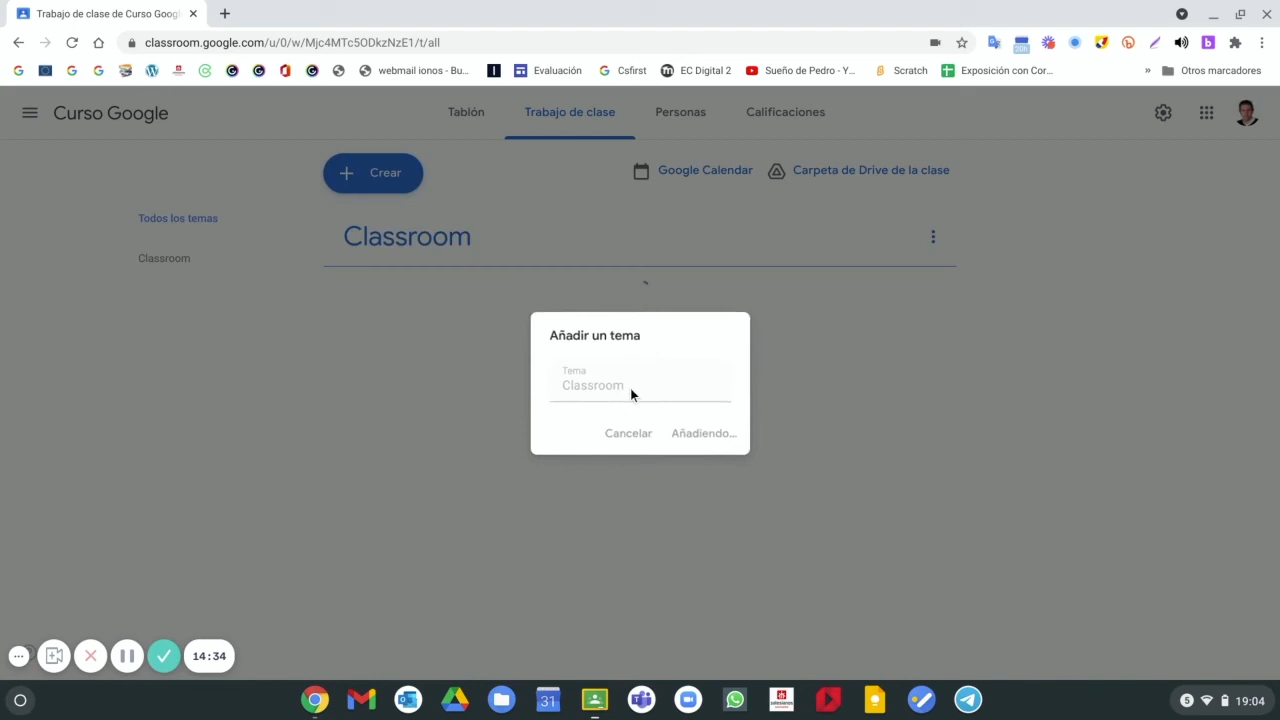 Trabajo de clase de Curso Googl
classroom.google.com/u/0/w/Mjc4MTc5ODkzNzE1/t/all
webmail ionos - Bu...
Evaluación
Csfirst
EC Digital 2
Sueño de Pedro - Y...
Scratch
Exposición con Cor...
Otros marcadores
Curso Google
Tablón
Trabajo de clase
Personas
Calificaciones
Crear
Google Calendar
Carpeta de Drive de la clase
Todos los temas
Classroom
Classroom
Añadir un tema
Tema
Classroom
Cancelar
Añadiendo...
14:34
31
5
19:04